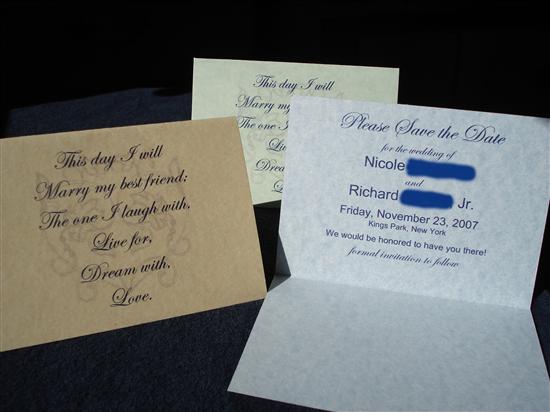 This day I will
Marry my best friend:
The one I laugh with,
Live for,
Dream with,
Love.
This day I will
Marry my
The one I
Live
Dream
Please Save the Date
for the wedding of
Nicole
and
Richard Jr.
Friday, November 23, 2007
Kings Park, New York
We would be honored to have you there!
formal invitation to follow